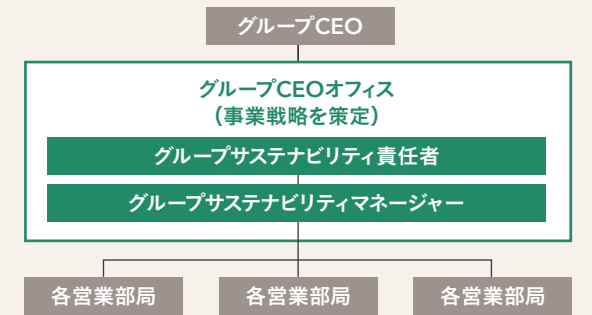 グループCEO
グループCEOオフィス
（事業戦略を策定）
グループサステナビリティ責任者
グループサステナビリティマネージャー
各営業部局
各営業部局
各営業部局